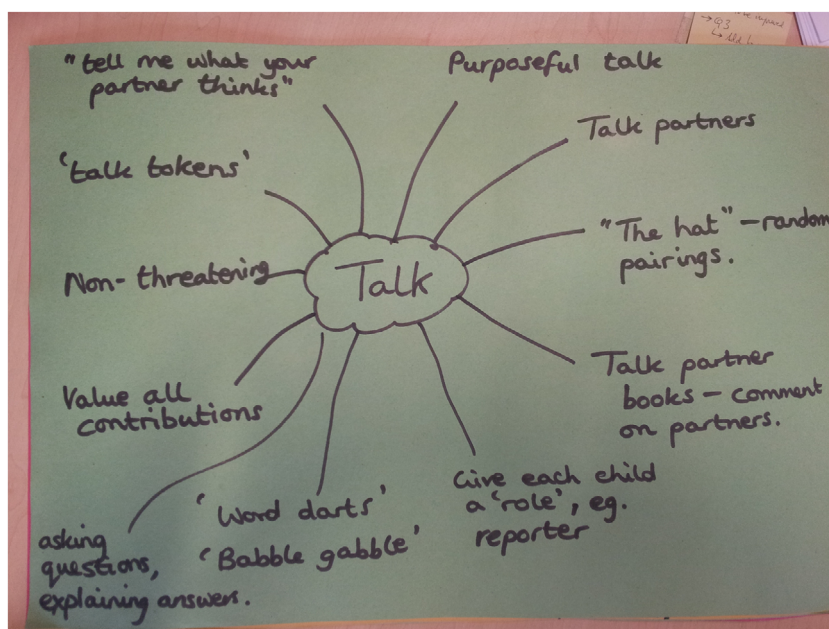 "tell me what your
partner thinks"
Purposeful talk
Talk partners
"The hat" – random
pairings.
Talk partner
books – comment
on partners.
Give each child
a 'role', eg.
reporter
'Word darts'
'Babble gabble'
asking
questions,
explaining answers.
Value all
contributions
Non-threatening
'talk tokens'
Talk
Q3